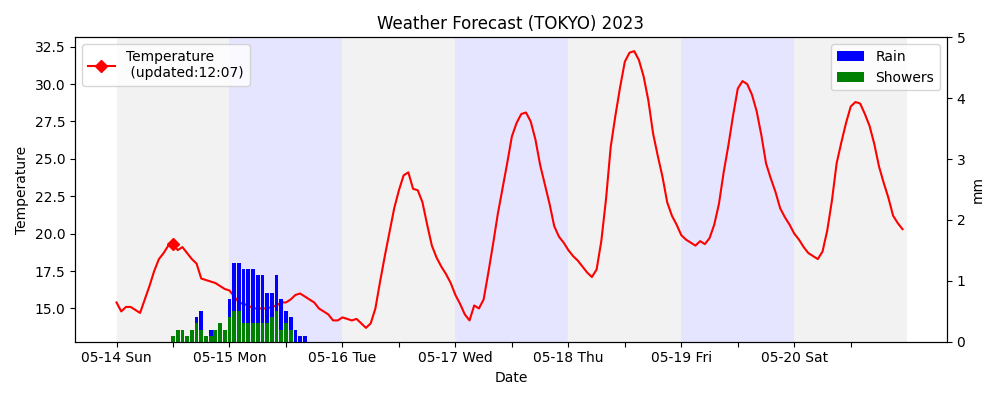 Weather Forecast (TOKYO) 2023
Temperature
(updated:12:07)
Rain
Showers
32.5
30.0
27.5
25.0
22.5
20.0
17.5
15.0
Temperature
5
4
3
2
1
0
mm
05-14 Sun
05-15 Mon
05-16 Tue
05-17 Wed
05-18 Thu
05-19 Fri
05-20 Sat
Date